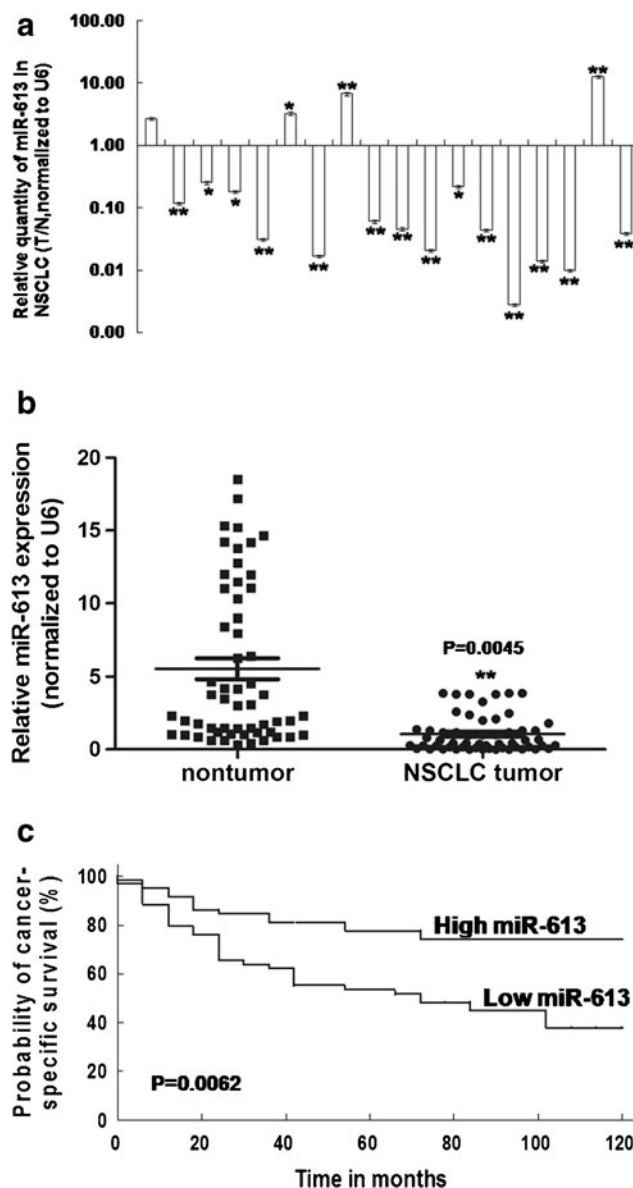 a
Relative quantity of miR-613 in
NSCLC (T/N,normalized to U6)
100.00
10.00
1.00
0.10
0.01
0.00
** * * ** * ** ** ** ** ** * ** ** ** ** ** **
b
Relative miR-613 expression
(normalized to U6)
20
15
10
5
0
P=0.0045
**
nontumor
NSCLC tumor
c
Probability of cancer-
specific survival (%)
100
80
60
40
20
0
High miR-613
Low miR-613
P=0.0062
0 20 40 60 80 100 120
Time in months